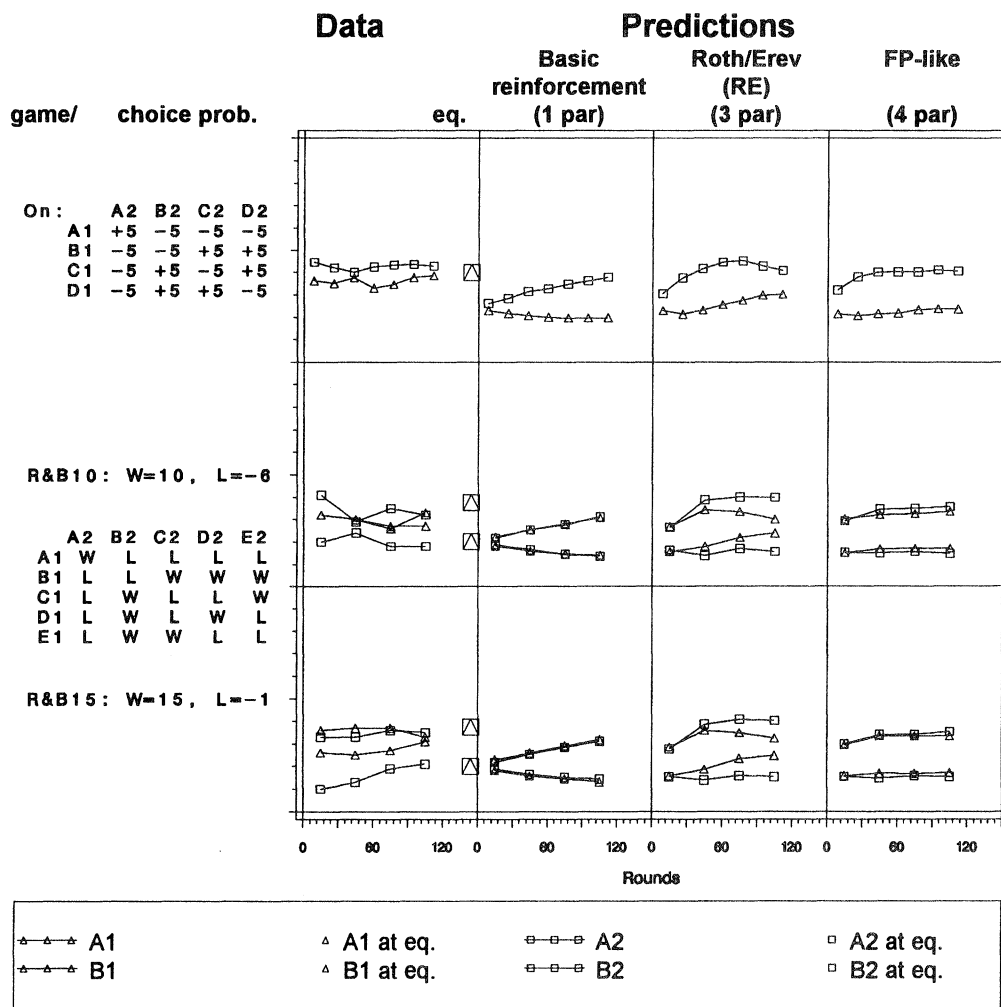 Data Predictions
Basic reinforcement (1 par) Roth/Erev (RE) (3 par) FP-like (4 par)
game/ choice prob. eq.
On: A2 B2 C2 D2
A1 +5 -5 -5 -5
B1 -5 -5 +5 +5
C1 -5 +5 -5 +5
D1 -5 +5 +5 -5
R&B10: W=10, L=-6
A2 B2 C2 D2 E2
A1 W L L L L
B1 L L W W W
C1 L W L L W
D1 L W L W L
E1 L W W L L
R&B15: W=15, L=-1
0 60 120 0 60 120 0 60 120 0 60 120
Rounds
A1 A1 at eq. A2 A2 at eq.
B1 B1 at eq. B2 B2 at eq.